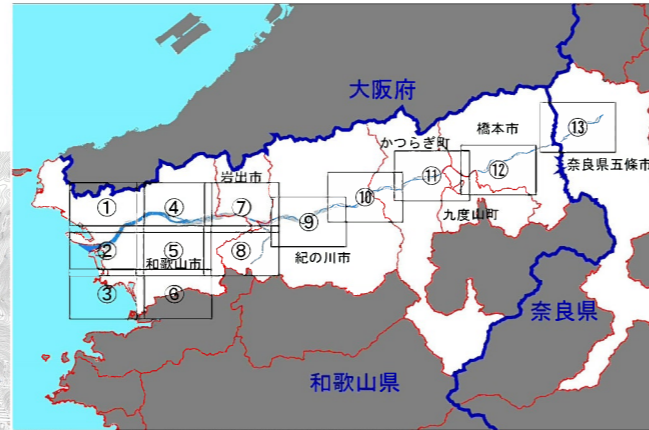 大阪府
橋本市
⑬
かつらぎ町
奈良県五條市
岩出市
⑪
⑫
①
④
⑦
⑩
九度山町
⑨
②
⑤
⑧
和歌山市
紀の川市
③
⑥
奈良県
和歌山県